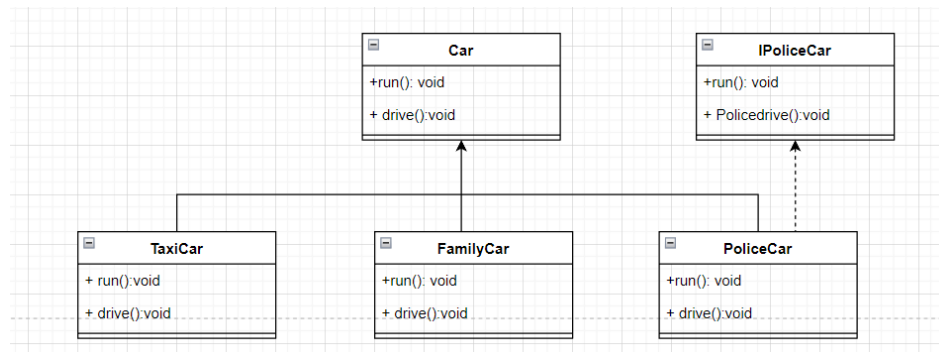 Car
+run(): void
+ drive():void
IPoliceCar
+run(): void
+ Policedrive():void
TaxiCar
+ run():void
+ drive():void
FamilyCar
+run(): void
+ drive():void
PoliceCar
+run(): void
+ drive():void